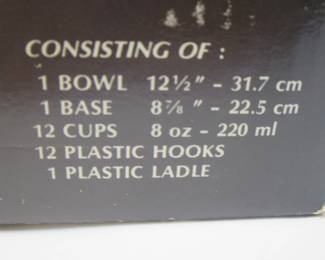 CONSISTING OF :
1 BOWL 12½" – 31.7 cm
1 BASE 8⅞ " – 22.5 cm
12 CUPS 8 oz – 220 ml
12 PLASTIC HOOKS
1 PLASTIC LADLE